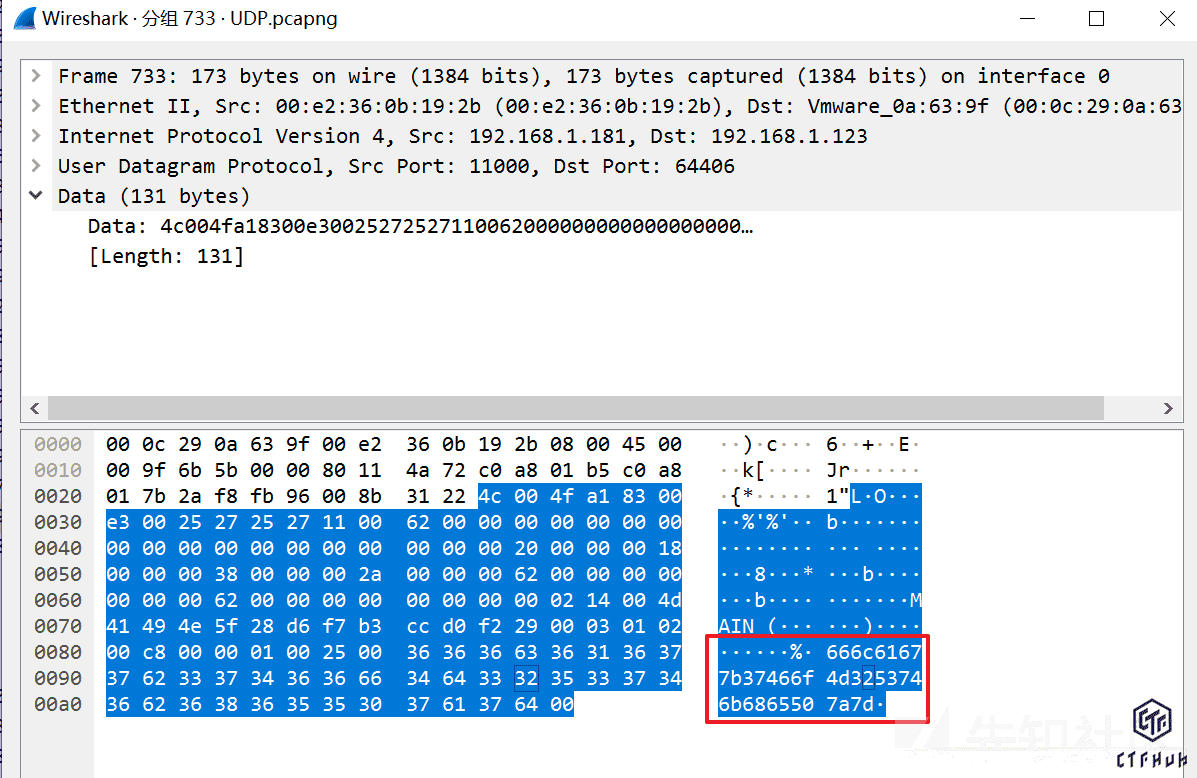 Wireshark · 分组 733 · UDP.pcapng
Frame 733: 173 bytes on wire (1384 bits), 173 bytes captured (1384 bits) on interface 0
Ethernet II, Src: 00:e2:36:0b:19:2b (00:e2:36:0b:19:2b), Dst: Vmware_0a:63:9f (00:0c:29:0a:63
Internet Protocol Version 4, Src: 192.168.1.181, Dst: 192.168.1.123
User Datagram Protocol, Src Port: 11000, Dst Port: 64406
Data (131 bytes)
Data: 4c004fa18300e30025272527110062000000000000000000…
[Length: 131]
0000 00 0c 29 0a 63 9f 00 e2 36 0b 19 2b 08 00 45 00 ··)·c··· 6··+··E·
0010 00 9f 6b 5b 00 00 80 11 4a 72 c0 a8 01 b5 c0 a8 ··k[···· Jr······
0020 01 7b 2a f8 fb 96 00 8b 31 22 4c 00 4f a1 83 00 ·{*····· 1"L·O···
0030 e3 00 25 27 25 27 11 00 62 00 00 00 00 00 00 00 ··%'%'·· b·······
0040 00 00 00 00 00 00 00 00 00 00 00 20 00 00 00 18 ········ ··· ····
0050 00 00 00 38 00 00 00 2a 00 00 00 62 00 00 00 00 ···8···* ···b····
0060 00 00 00 62 00 00 00 00 00 00 00 00 02 14 00 4d ···b···· ·······M
0070 41 49 4e 5f 28 d6 f7 b3 cc d0 f2 29 00 03 01 02 AIN_(··· ···)····
0080 00 c8 00 00 01 00 25 00 36 36 36 63 36 31 36 37 ······%· 666c6167
0090 37 62 33 37 34 36 36 66 34 64 33 32 35 33 37 34 7b37466f 4d325374
00a0 36 62 36 38 36 35 35 30 37 61 37 64 00 6b686550 7a7d·
先知社区
CTFHub